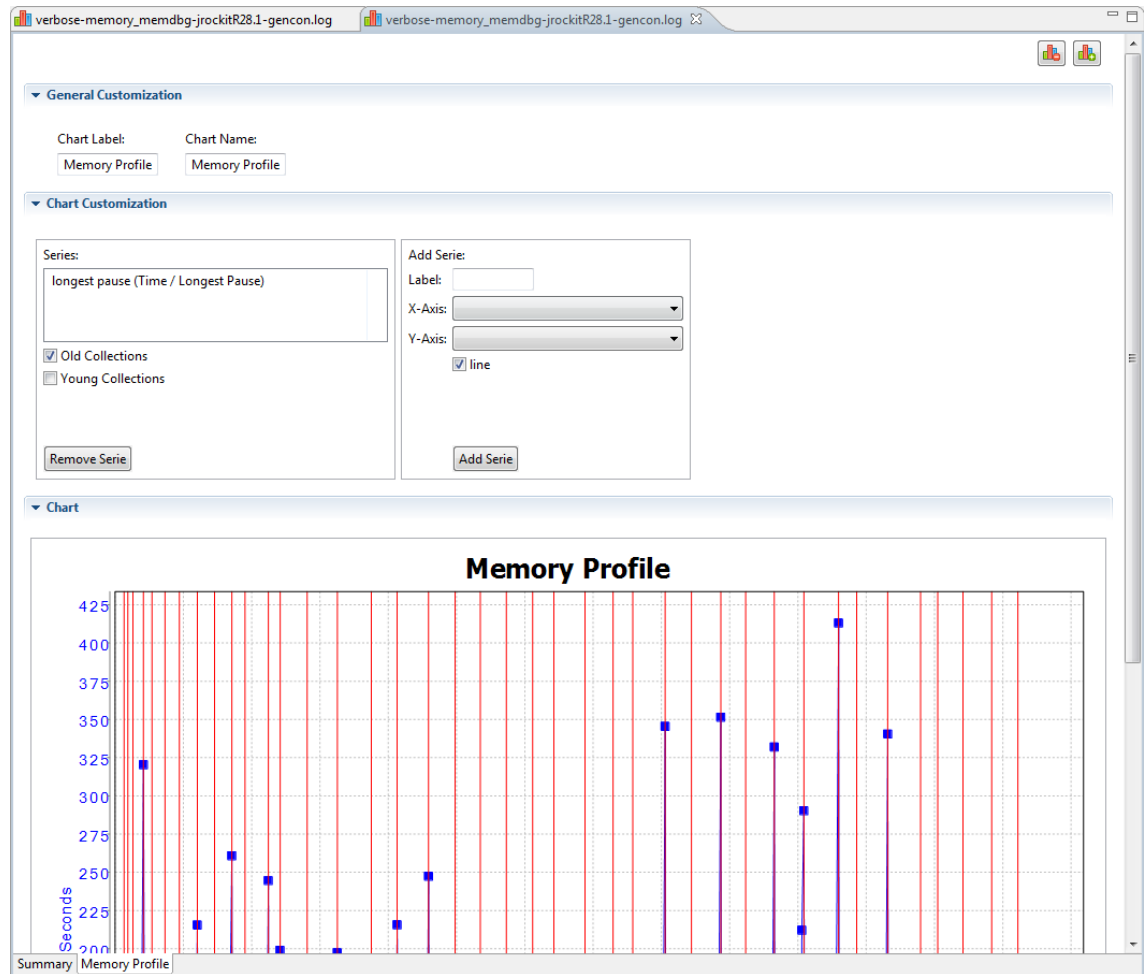 verbose-memory_memdbg-jrockitR28.1-gencon.log
verbose-memory_memdbg-jrockitR28.1-gencon.log
General Customization
Chart Label:
Chart Name:
Memory Profile
Memory Profile
Chart Customization
Series:
longest pause (Time / Longest Pause)
Old Collections
Young Collections
Remove Serie
Add Serie:
Label:
X-Axis:
Y-Axis:
line
Add Serie
Chart
Memory Profile
425
400
375
350
325
300
275
250
225
200
Seconds
Summary
Memory Profile